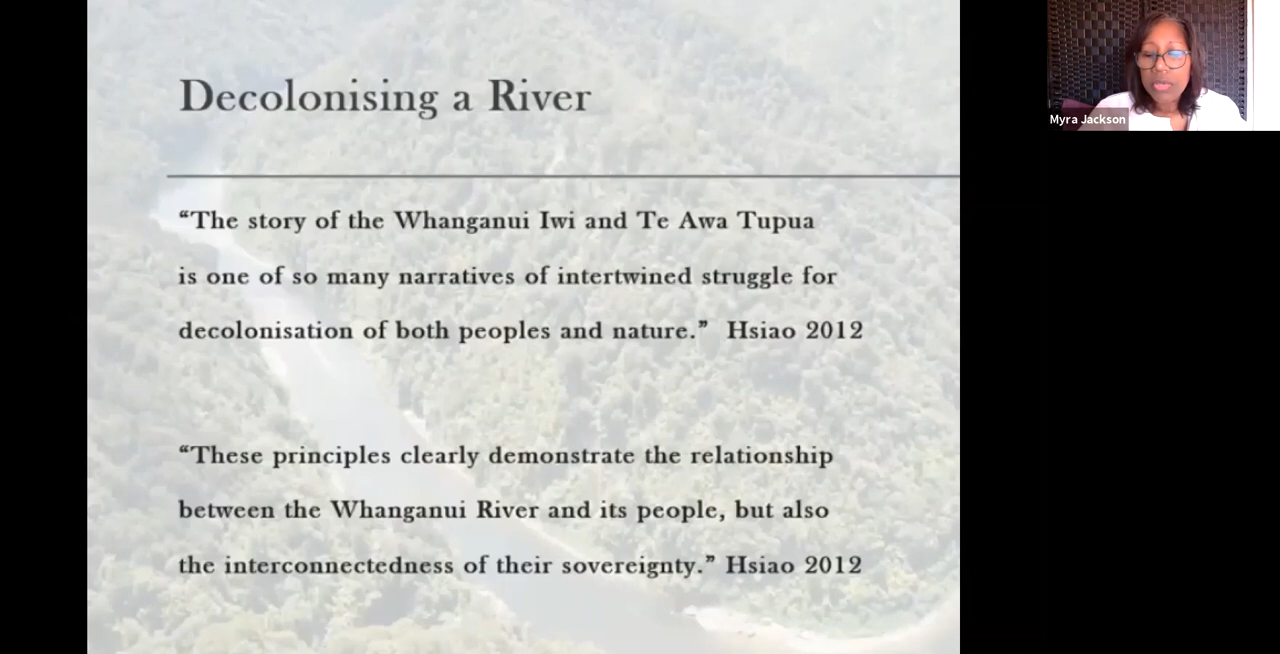 Decolonising a River
“The story of the Whanganui Iwi and Te Awa Tupua
is one of so many narratives of intertwined struggle for
decolonisation of both peoples and nature.” Hsiao 2012
“These principles clearly demonstrate the relationship
between the Whanganui River and its people, but also
the interconnectedness of their sovereignty.” Hsiao 2012
Myra Jackson